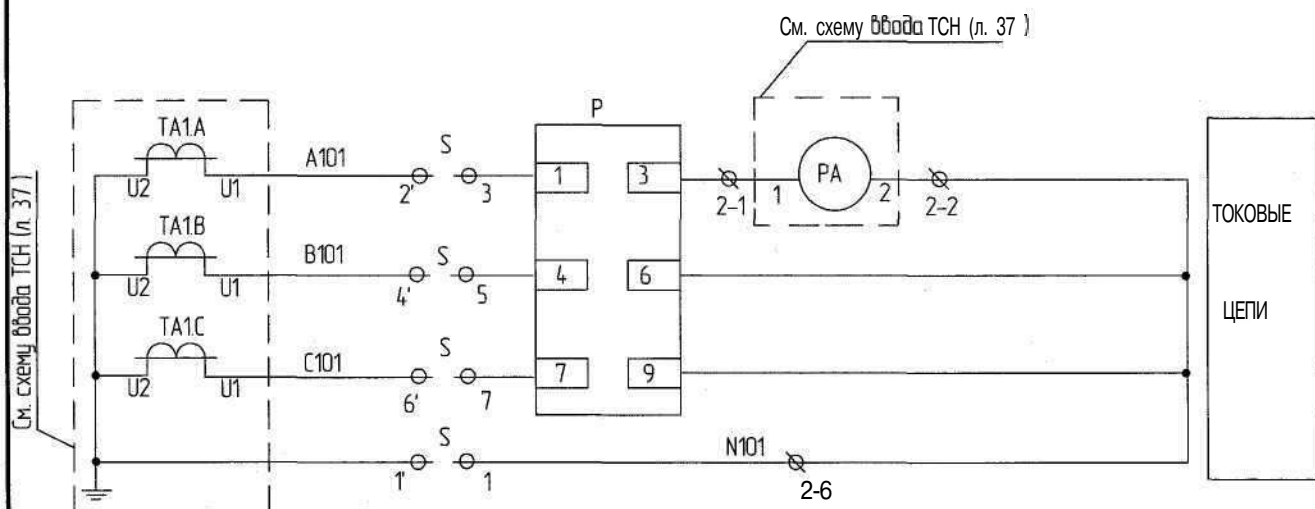 См. схему ввода ТСН (л. 37 )
P
TA1.A
A101
S
1
3
PA
U2
U1
2'
3
2-1
1
2
2-2
ТОКОВЫЕ
TA1.B
B101
S
4
6
U2
U1
4'
5
ЦЕПИ
TA1.C
C101
S
7
9
U2
U1
6'
7
S
N101
1'
1
2-6
См. схему ввода ТСН (л. 37 )